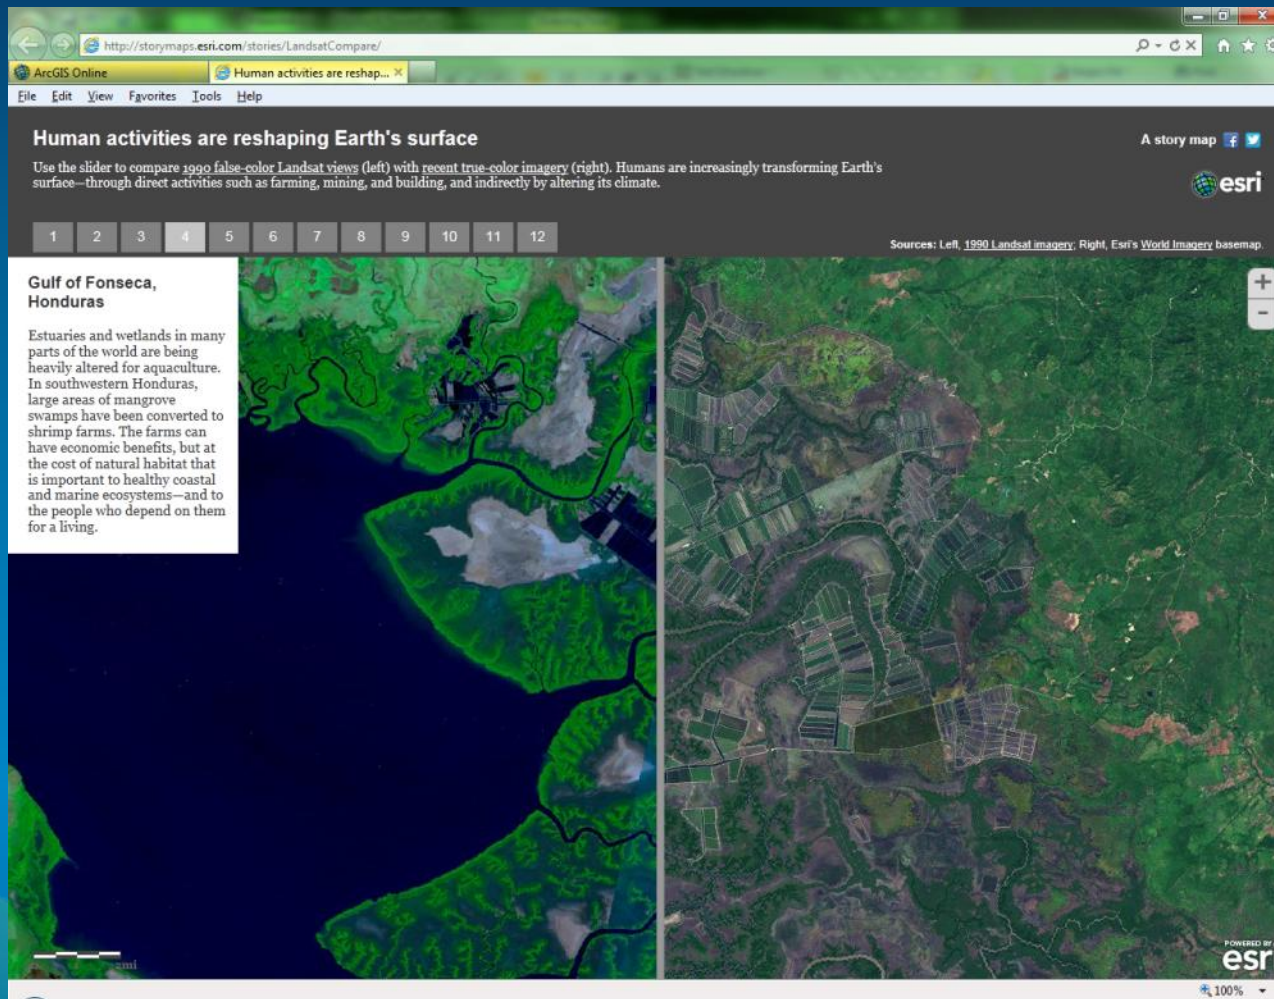 http://storymaps.esri.com/stories/LandsatCompare/
ArcGIS Online
Human activities are reshap...
File Edit View Favorites Tools Help
Human activities are reshaping Earth's surface
A story map
Use the slider to compare 1990 false-color Landsat views (left) with recent true-color imagery (right). Humans are increasingly transforming Earth's
surface—through direct activities such as farming, mining, and building, and indirectly by altering its climate.
esri
1 2 3 4 5 6 7 8 9 10 11 12
Sources: Left, 1990 Landsat imagery; Right, Esri's World Imagery basemap.
Gulf of Fonseca,
Honduras
Estuaries and wetlands in many
parts of the world are being
heavily altered for aquaculture.
In southwestern Honduras,
large areas of mangrove
swamps have been converted to
shrimp farms. The farms can
have economic benefits, but at
the cost of natural habitat that
is important to healthy coastal
and marine ecosystems—and to
the people who depend on them
for a living.
+
-
2mi
POWERED BY
esr
100%